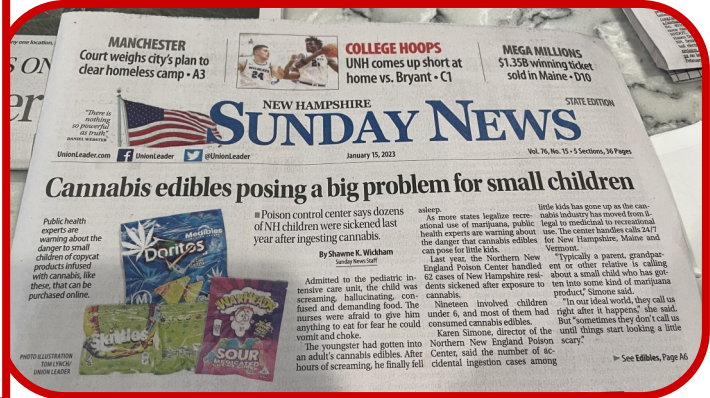 ny one location,
MANCHESTER
Court weighs city's plan to
clear homeless camp • A3
COLLEGE HOOPS
UNH comes up short at
home vs. Bryant • C1
MEGA MILLIONS
$1.35B winning ticket
sold in Maine • D10
"There is
nothing
so powerful
as truth"
DANIEL WEBSTER
NEW HAMPSHIRE
STATE EDITION
SUNDAY NEWS
UnionLeader.com
UnionLeader
@UnionLeader
January 15, 2023
Vol. 76, No. 15 • 5 Sections, 36 Pages
Cannabis edibles posing a big problem for small children
Public health
experts are
warning about the
danger to small
children of copycat
products infused
with cannabis, like
these, that can be
purchased online.
Medibles
Doritos
Skittles
WARHEADS
SOUR
MEDICATED
PHOTO ILLUSTRATION
TOM LYNCH/
UNION LEADER
■ Poison control center says dozens
of NH children were sickened last
year after ingesting cannabis.
By Shawne K. Wickham
Sunday News Staff
Admitted to the pediatric in-
tensive care unit, the child was
screaming, hallucinating, con-
fused and demanding food. The
nurses were afraid to give him
anything to eat for fear he could
vomit and choke.
The youngster had gotten into
an adult's cannabis edibles. After
hours of screaming, he finally fell
asleep.
As more states legalize recre-
ational use of marijuana, public
health experts are warning about
the danger that cannabis edibles
can pose for little kids.
Last year, the Northern New
England Poison Center handled
62 cases of New Hampshire resi-
dents sickened after exposure to
cannabis.
Nineteen involved children
under 6, and most of them had
consumed cannabis edibles.
Karen Simone, director of the
Northern New England Poison
Center, said the number of ac-
cidental ingestion cases among
little kids has gone up as the can-
nabis industry has moved from il-
legal to medicinal to recreational
use. The center handles calls 24/7
for New Hampshire, Maine and
Vermont.
"Typically a parent, grandpar-
ent or other relative is calling
about a small child who has got-
ten into some kind of marijuana
product," Simone said.
"In our ideal world, they call us
right after it happens," she said.
But "sometimes they don't call us
until things start looking a little
scary."
► See Edibles, Page A6